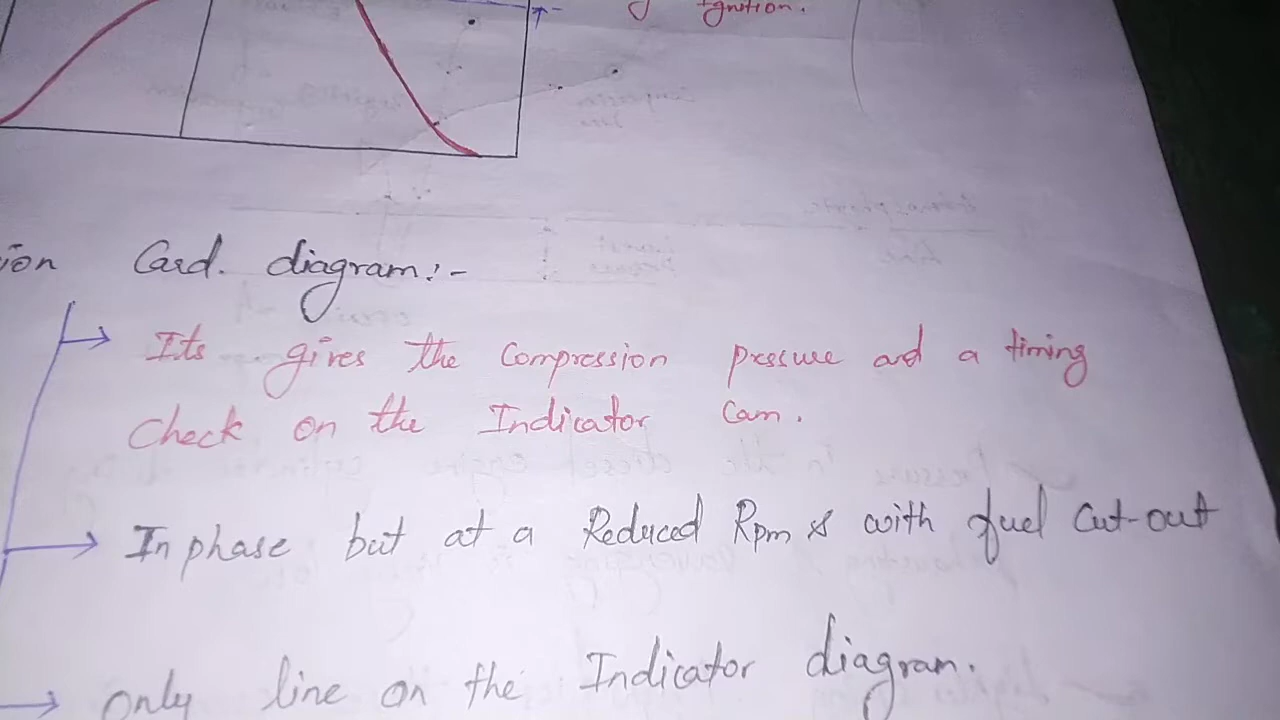 Ignition.
ion Card. diagram:-
Its gives the Compression pressure and a timing
check on the Indicator Cam.
In phase but at a Reduced Rpm & with fuel cut-out
only line on the Indicator diagram.